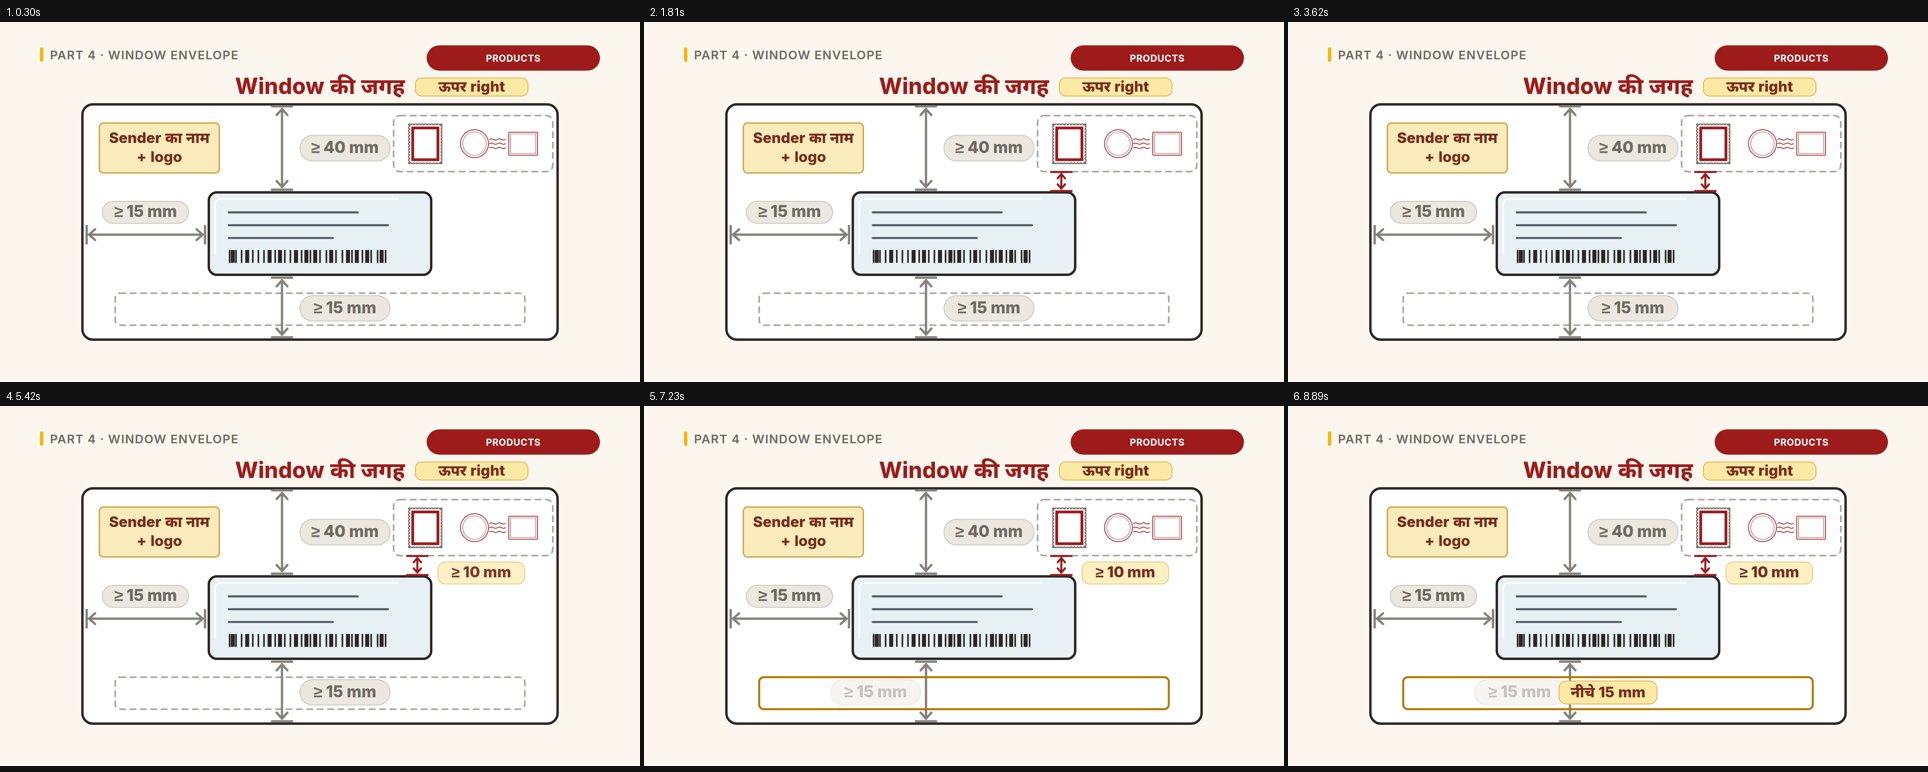 1. 0.30s
PART 4 · WINDOW ENVELOPE
PRODUCTS
Window की जगह ऊपर right
Sender का नाम
+ logo
≥ 40 mm
≥ 15 mm
≥ 15 mm
2. 1.81s
PART 4 · WINDOW ENVELOPE
PRODUCTS
Window की जगह ऊपर right
Sender का नाम
+ logo
≥ 40 mm
≥ 15 mm
≥ 15 mm
3. 3.62s
PART 4 · WINDOW ENVELOPE
PRODUCTS
Window की जगह ऊपर right
Sender का नाम
+ logo
≥ 40 mm
≥ 15 mm
≥ 15 mm
4. 5.42s
PART 4 · WINDOW ENVELOPE
PRODUCTS
Window की जगह ऊपर right
Sender का नाम
+ logo
≥ 40 mm
≥ 10 mm
≥ 15 mm
≥ 15 mm
5. 7.23s
PART 4 · WINDOW ENVELOPE
PRODUCTS
Window की जगह ऊपर right
Sender का नाम
+ logo
≥ 40 mm
≥ 10 mm
≥ 15 mm
≥ 15 mm
6. 8.89s
PART 4 · WINDOW ENVELOPE
PRODUCTS
Window की जगह ऊपर right
Sender का नाम
+ logo
≥ 40 mm
≥ 10 mm
≥ 15 mm
≥ 15 mm नीचे 15 mm